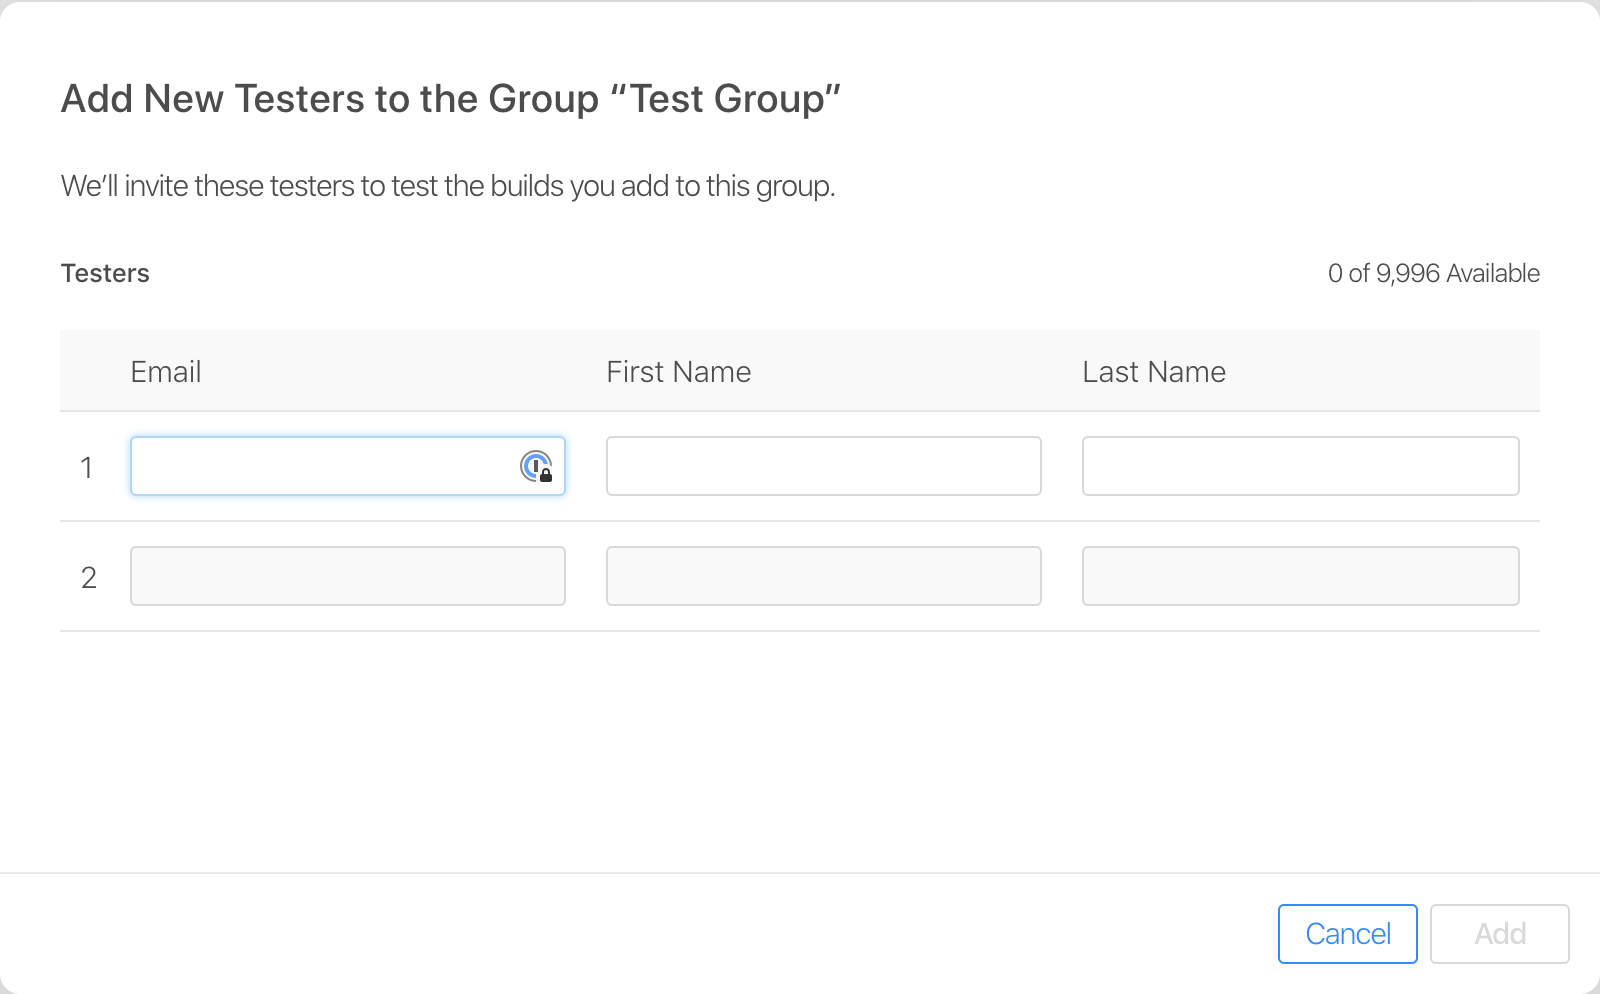 Add New Testers to the Group “Test Group”
We’ll invite these testers to test the builds you add to this group.
Testers 0 of 9,996 Available
Email First Name Last Name
1
2
Cancel Add